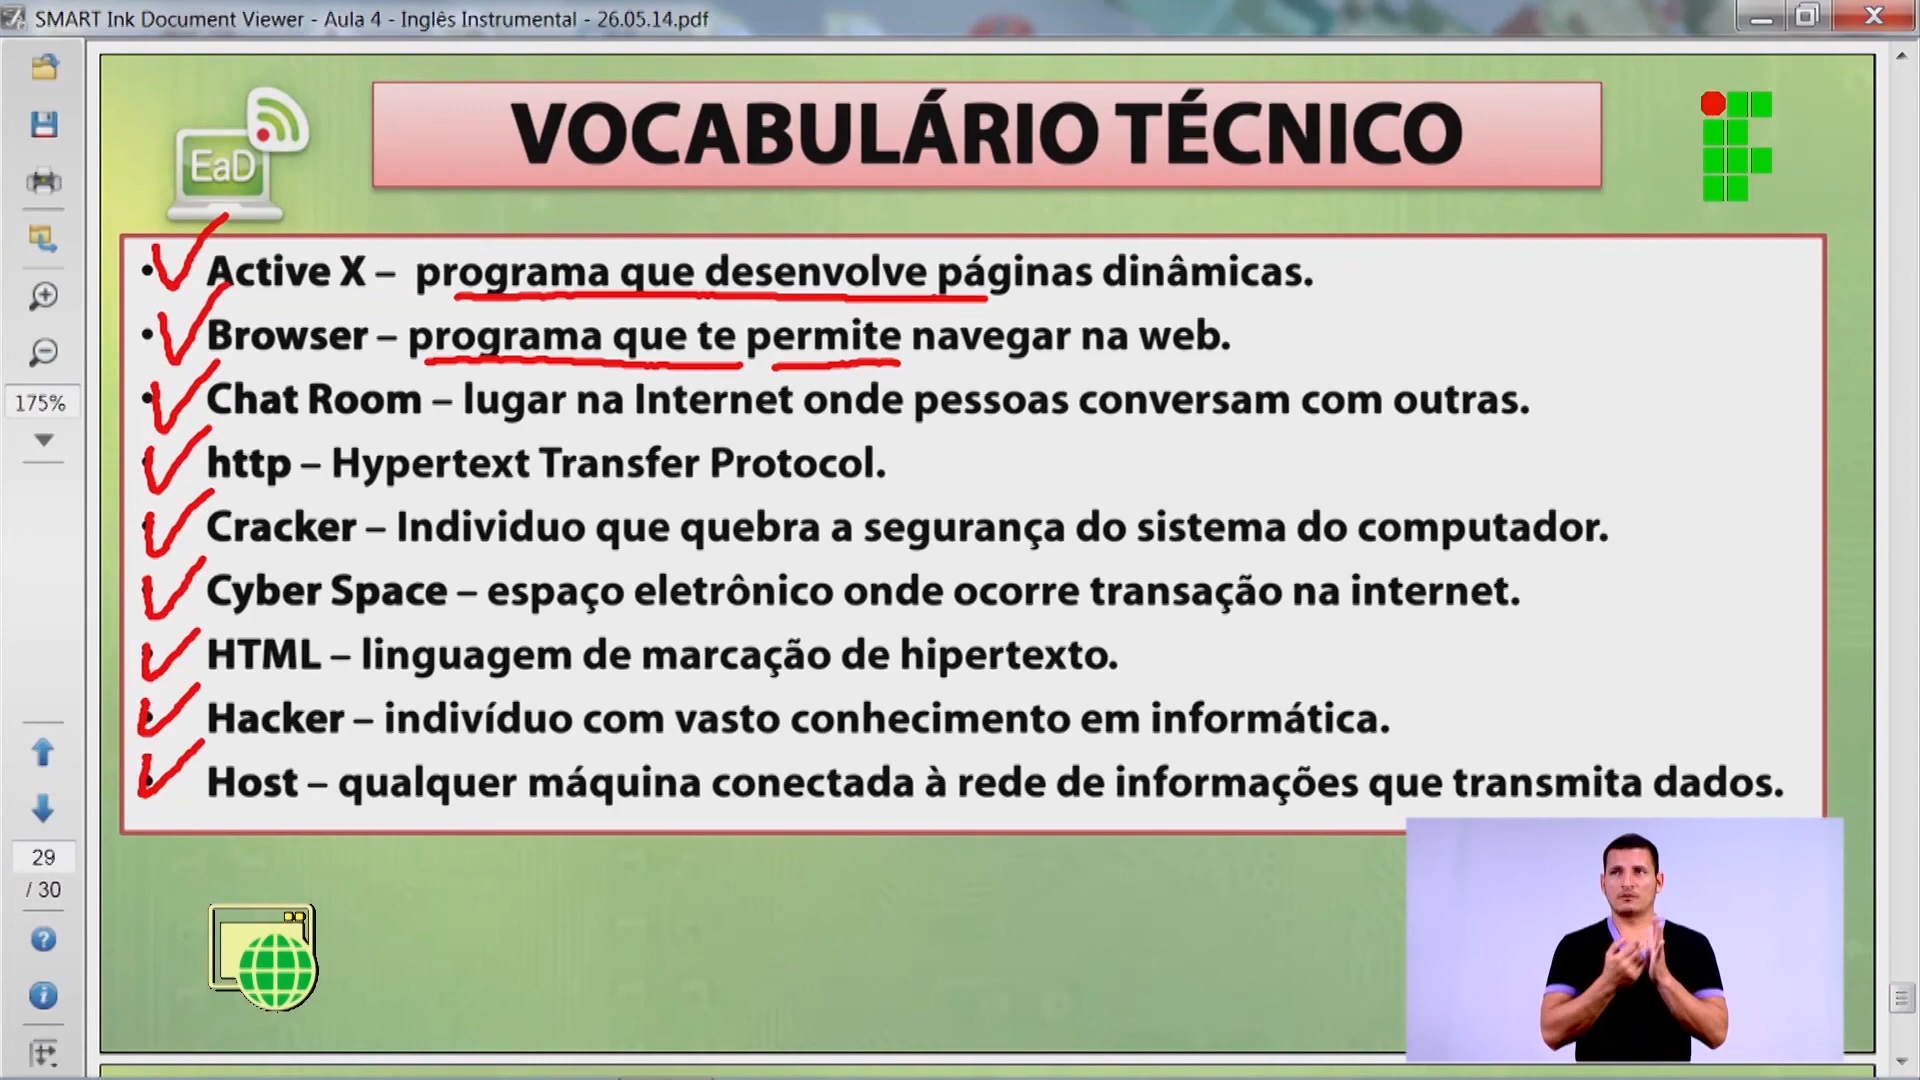 SMART Ink Document Viewer - Aula 4 - Inglês Instrumental - 26.05.14.pdf
EaD
VOCABULÁRIO TÉCNICO
• Active X – programa que desenvolve páginas dinâmicas.
• Browser – programa que te permite navegar na web.
• Chat Room – lugar na Internet onde pessoas conversam com outras.
• http – Hypertext Transfer Protocol.
• Cracker – Individuo que quebra a segurança do sistema do computador.
• Cyber Space – espaço eletrônico onde ocorre transação na internet.
• HTML – linguagem de marcação de hipertexto.
• Hacker – indivíduo com vasto conhecimento em informática.
• Host – qualquer máquina conectada à rede de informações que transmita dados.
175%
29
/ 30